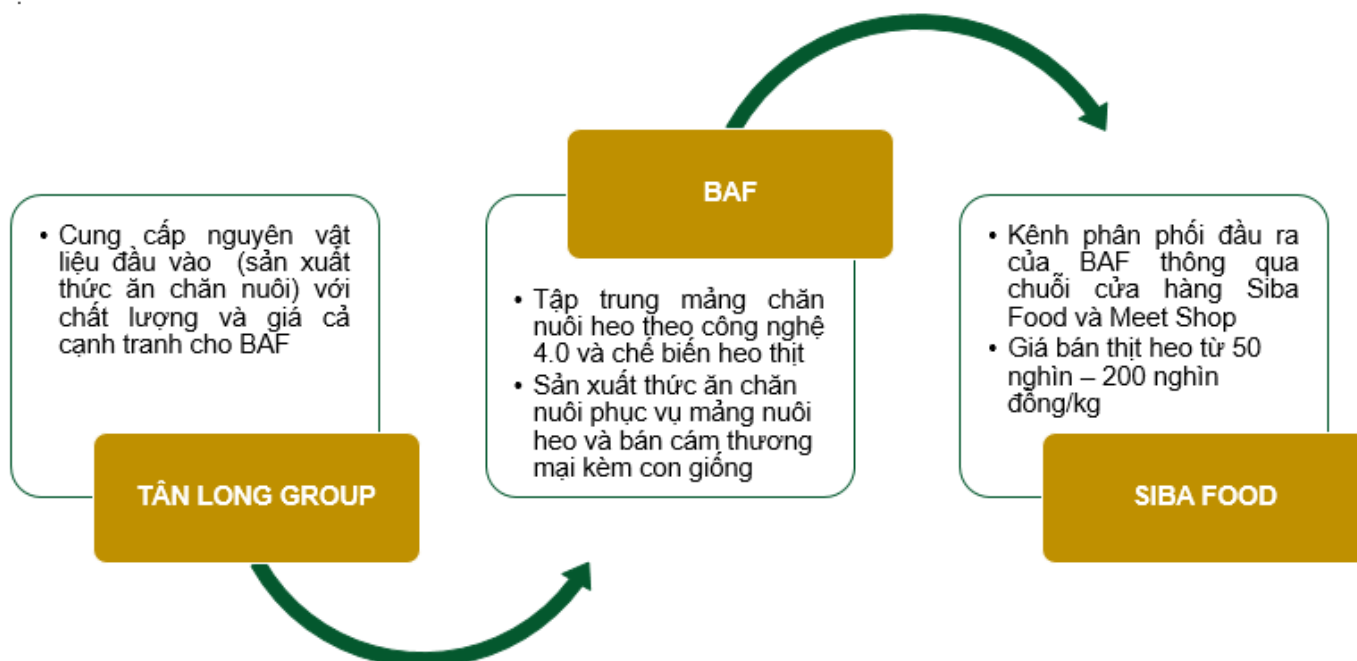 • Cung cấp nguyên vật
liệu đầu vào (sản xuất
thức ăn chăn nuôi) với
chất lượng và giá cả
cạnh tranh cho BAF
TÂN LONG GROUP
BAF
• Tập trung mảng chăn
nuôi heo theo công nghệ
4.0 và chế biến heo thịt
• Sản xuất thức ăn chăn
nuôi phục vụ mảng nuôi
heo và bán cám thương
mại kèm con giống
• Kênh phân phối đầu ra
của BAF thông qua
chuỗi cửa hàng Siba
Food và Meet Shop
• Giá bán thịt heo từ 50
nghìn – 200 nghìn
đồng/kg
SIBA FOOD